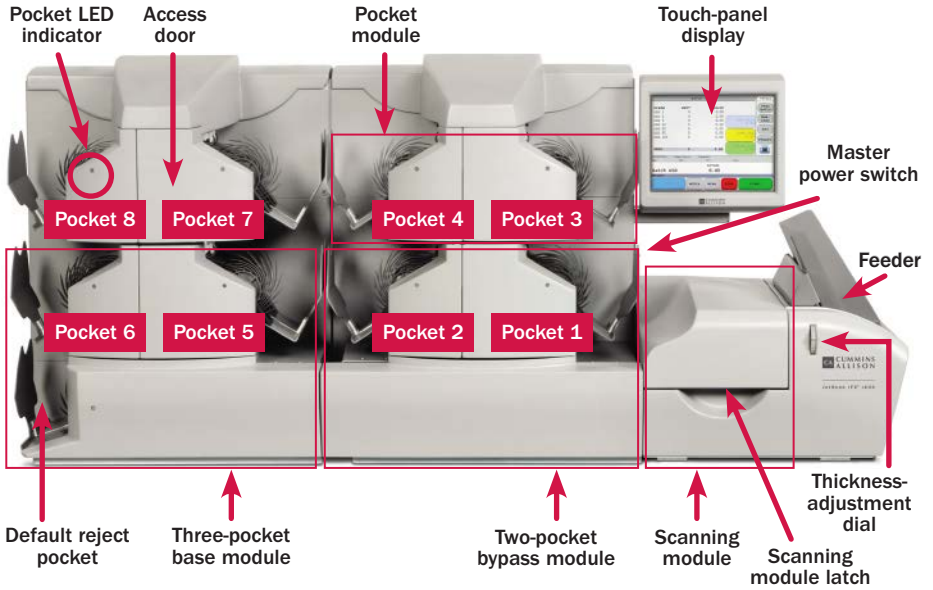 Pocket LED
indicator
Access
door
Pocket
module
Touch-panel
display
Master
power switch
Pocket 8
Pocket 7
Pocket 4
Pocket 3
Feeder
Pocket 6
Pocket 5
Pocket 2
Pocket 1
CUMMINS
ALLISON
Thickness-
adjustment
dial
Default reject
pocket
Three-pocket
base module
Two-pocket
bypass module
Scanning
module
Scanning
module latch